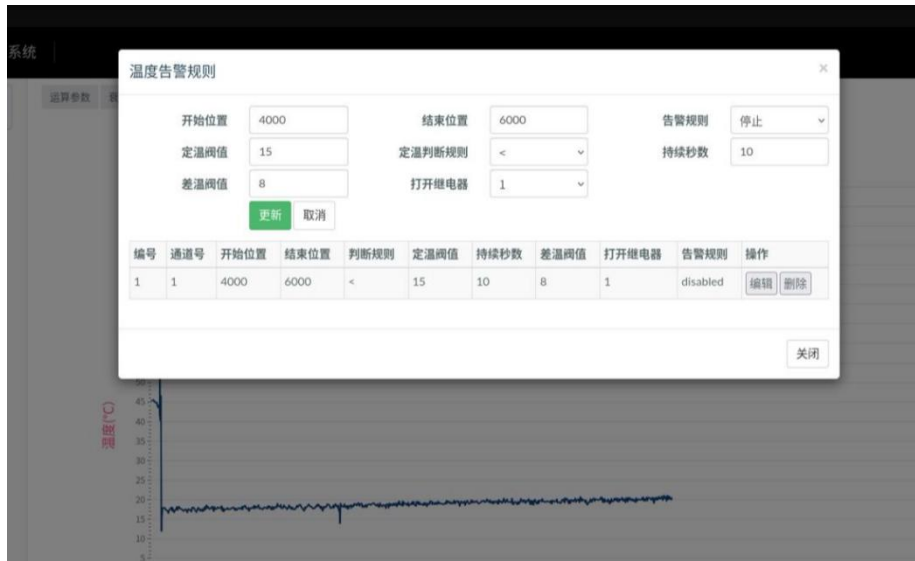 系统
温度告警规则 ×
运算参数
开始位置 4000 结束位置 6000 告警规则 停止
定温阀值 15 定温判断规则 < 持续秒数 10
差温阀值 8 打开继电器 1
更新 取消
编号 通道号 开始位置 结束位置 判断规则 定温阀值 持续秒数 差温阀值 打开继电器 告警规则 操作
1 1 4000 6000 < 15 10 8 1 disabled 编辑 删除
关闭
50
45
40
35
30
25
20
15
10
5
温度(°C)